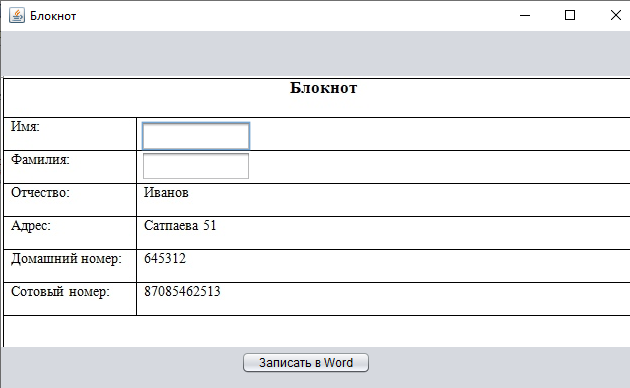 Блокнот
Блокнот
Имя:
Фамилия:
Отчество: Иванов
Адрес: Сатпаева 51
Домашний номер: 645312
Сотовый номер: 87085462513
Записать в Word